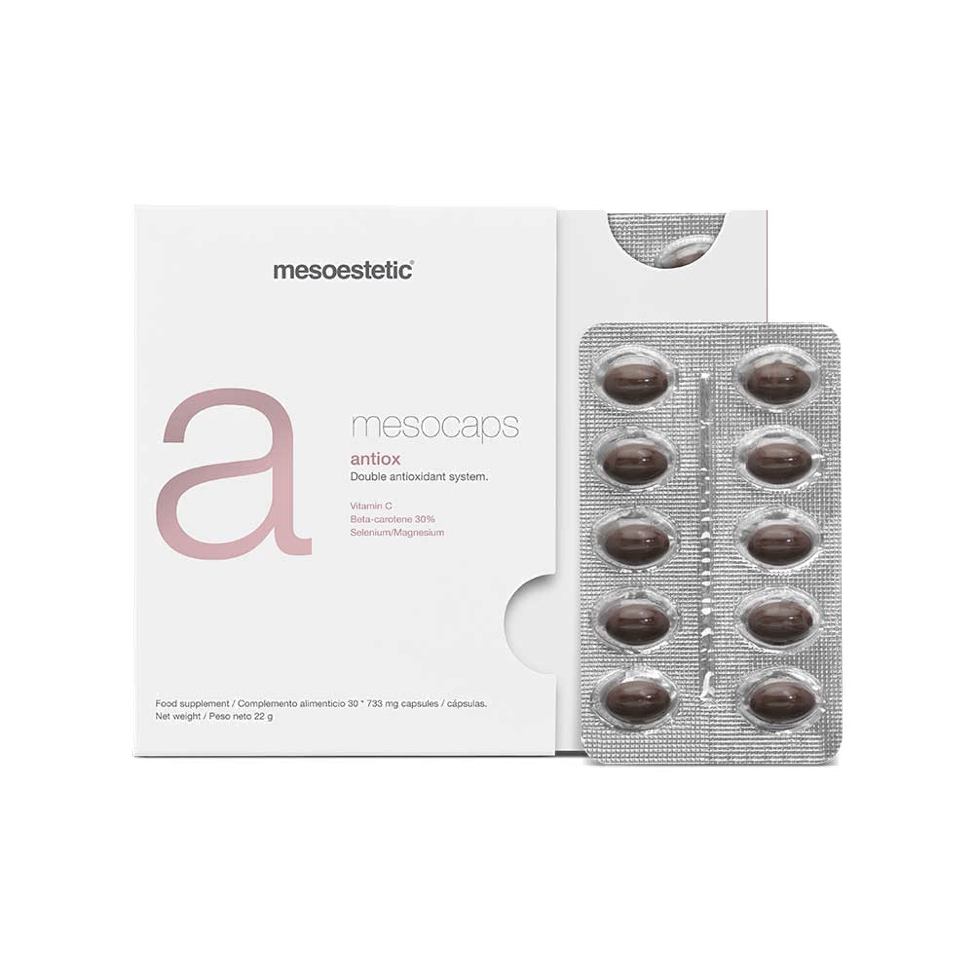 mesoestetic®
a
mesocaps
antiox
Double antioxidant system.
Vitamin C
Beta-carotene 30%
Selenium/Magnesium
Food supplement / Complemento alimenticio 30 * 733 mg capsules / cápsulas.
Net weight / Peso neto 22 g